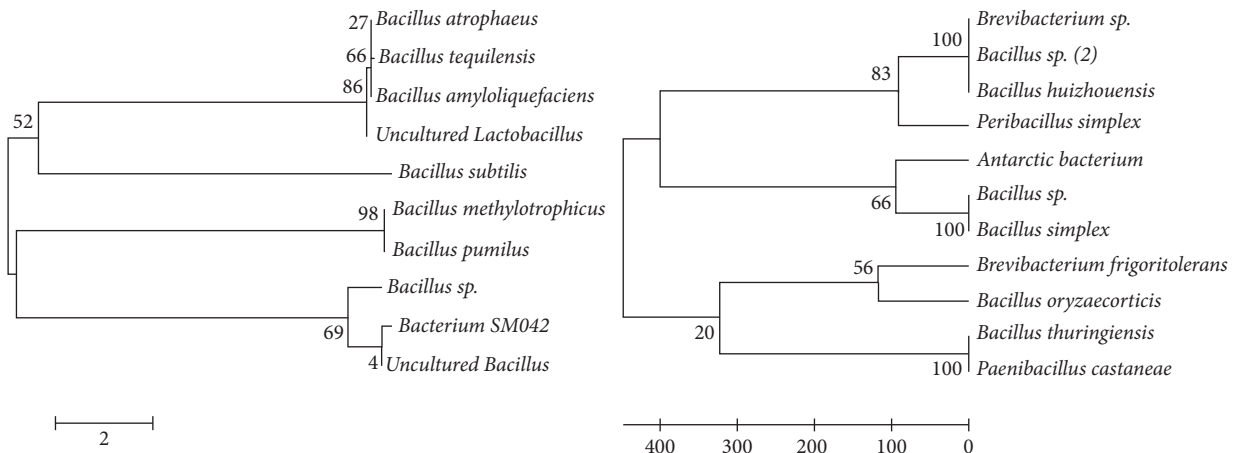 27
Bacillus atrophaeus
66
Bacillus tequilensis
86
Bacillus amyloliquefaciens
Uncultured Lactobacillus
52
Bacillus subtilis
98
Bacillus methylotrophicus
Bacillus pumilus
Bacillus sp.
69
Bacterium SM042
4
Uncultured Bacillus
2
Brevibacterium sp.
100
Bacillus sp. (2)
83
Bacillus huizhouensis
Peribacillus simplex
Antarctic bacterium
Bacillus sp.
66
100
Bacillus simplex
Brevibacterium frigoritolerans
56
Bacillus oryzaecorticis
20
Bacillus thuringiensis
100
Paenibacillus castaneae
400 300 200 100 0